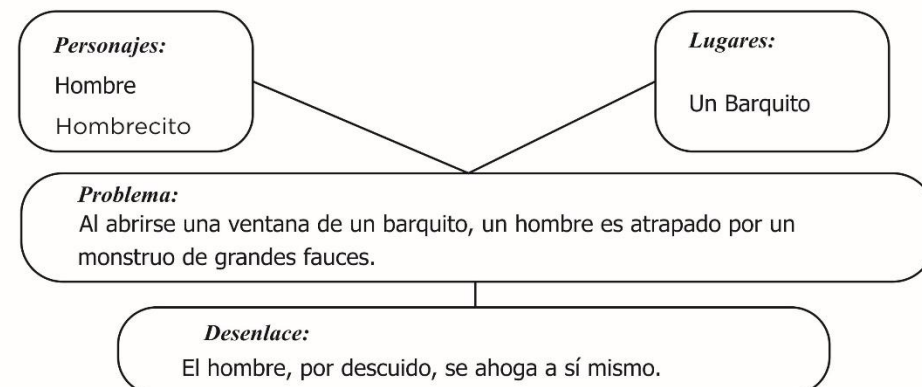 Personajes:
Hombre
Hombrecito
Lugares:
Un Barquito
Problema:
Al abrirse una ventana de un barquito, un hombre es atrapado por un
monstruo de grandes fauces.
Desenlace:
El hombre, por descuido, se ahoga a sí mismo.